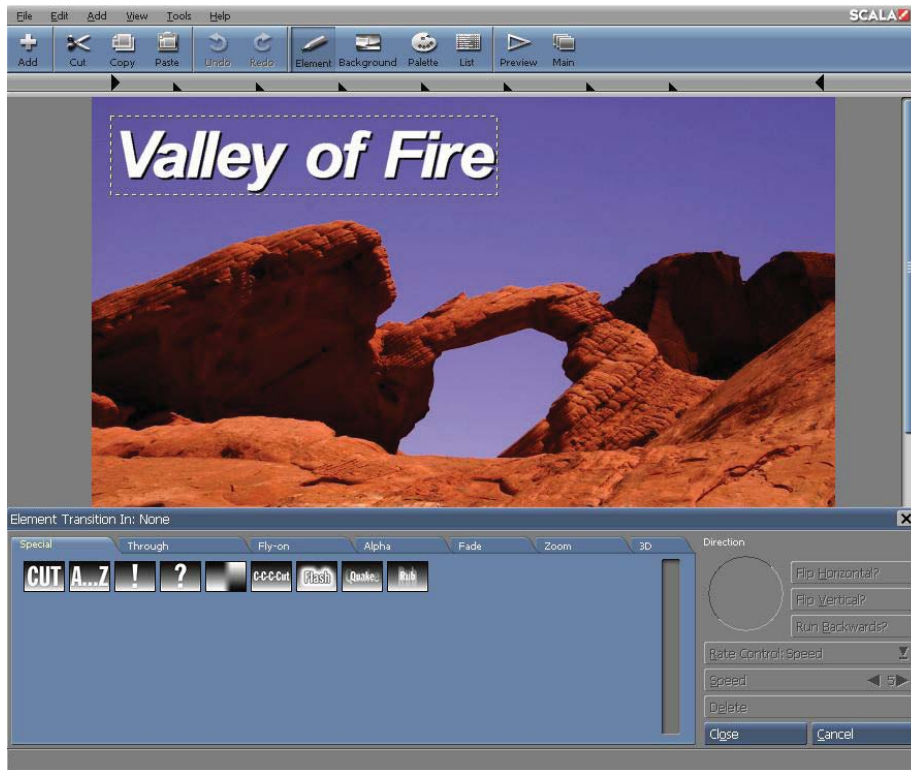 File Edit Add View Tools Help SCALA
Add Cut Copy Paste Undo Redo Element Background Palette List Preview Main
Valley of Fire
Element Transition In: None
Special Through Fly-on Alpha Fade Zoom 3D Direction
CUT A...Z ! ? C-C-C-Cut Flash Quake Rub
Flip Horizontal?
Flip Vertical?
Run Backwards?
Rate Control: Speed
Speed 5
Delete
Close Cancel